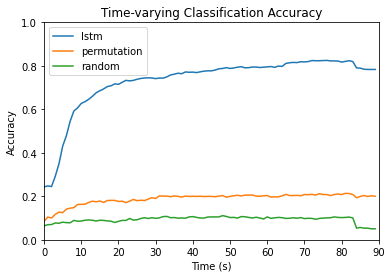 Time-varying Classification Accuracy
1.0
0.8
0.6
0.4
0.2
0.0
Accuracy
lstm
permutation
random
0 10 20 30 40 50 60 70 80 90
Time (s)